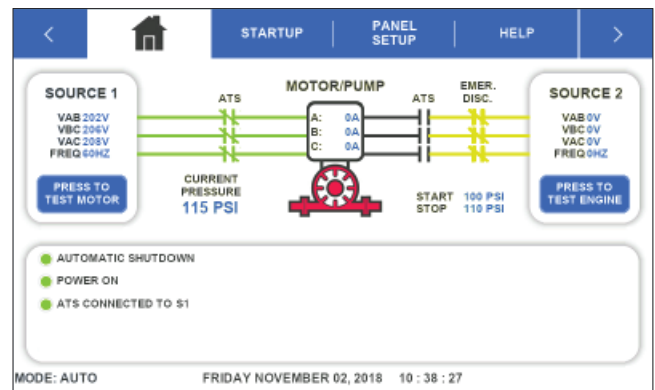 <
STARTUP
PANEL
SETUP
HELP
>
SOURCE 1
VAB 202V
VBC 206V
VAC 208V
FREQ 60HZ
PRESS TO
TEST MOTOR
ATS
MOTOR/PUMP
A: 0A
B: 0A
C: 0A
ATS
EMER.
DISC.
SOURCE 2
VAB 0V
VBC 0V
VAC 0V
FREQ 0HZ
PRESS TO
TEST ENGINE
CURRENT
PRESSURE
115 PSI
START 100 PSI
STOP 110 PSI
AUTOMATIC SHUTDOWN
POWER ON
ATS CONNECTED TO S1
MODE: AUTO FRIDAY NOVEMBER 02, 2018 10 : 38 : 27